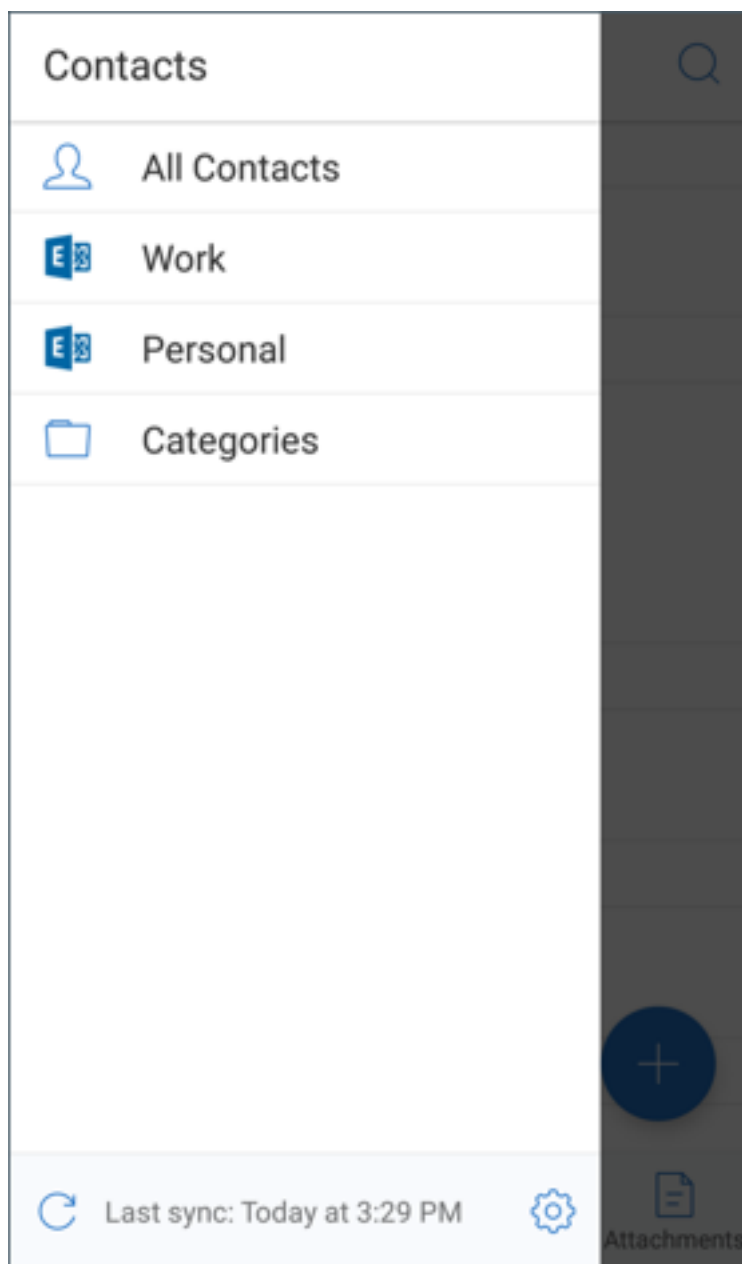 Contacts
All Contacts
E Work
E Personal
Categories
Last sync: Today at 3:29 PM
Attachments